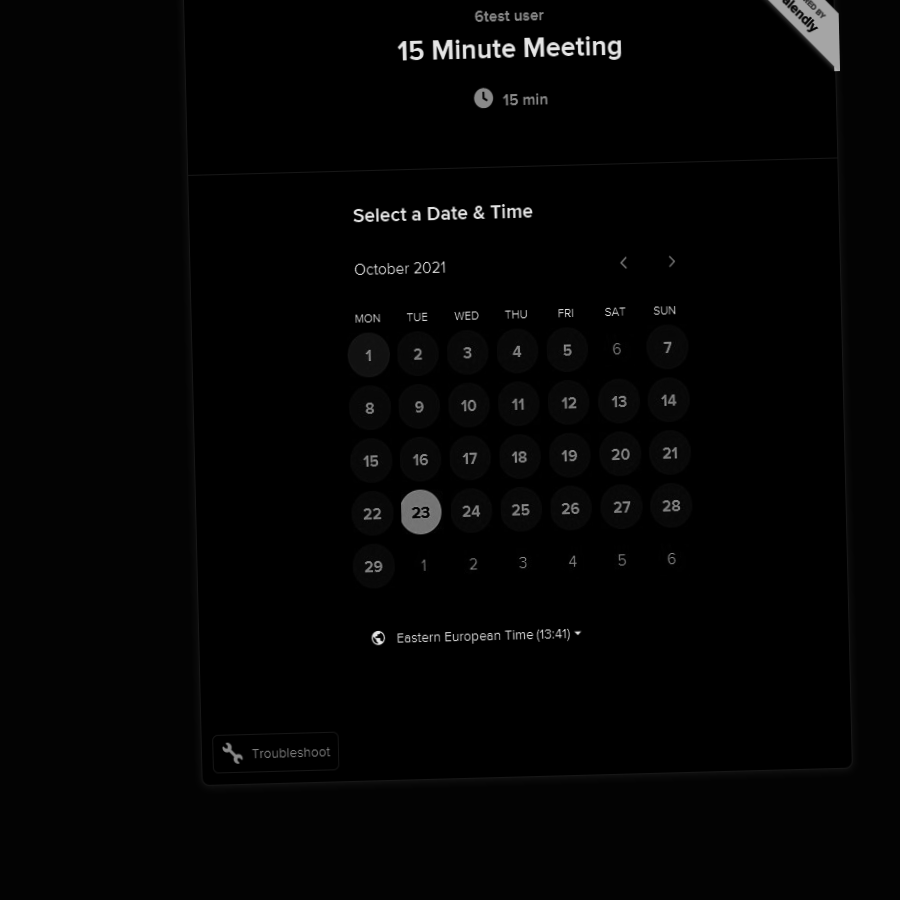 6test user
15 Minute Meeting
15 min
Select a Date & Time
October 2021
MON TUE WED THU FRI SAT SUN
1 2 3 4 5 6 7
8 9 10 11 12 13 14
15 16 17 18 19 20 21
22 23 24 25 26 27 28
29 1 2 3 4 5 6
Eastern European Time (13:41)
Troubleshoot